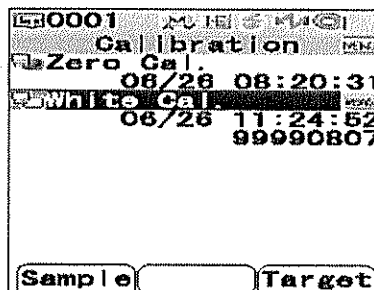 0001
Calibration
Zero Cal.
06/26 08:20:31
White Cal.
06/26 11:24:52
99990807
Sample Target